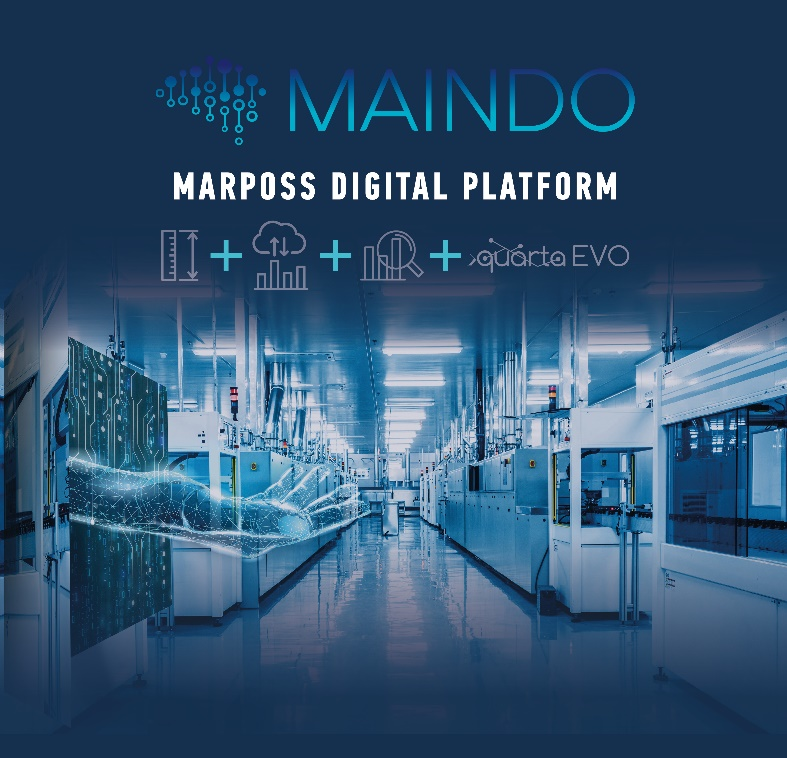 MAINDO
MARPOSS DIGITAL PLATFORM
+ + + quarta EVO